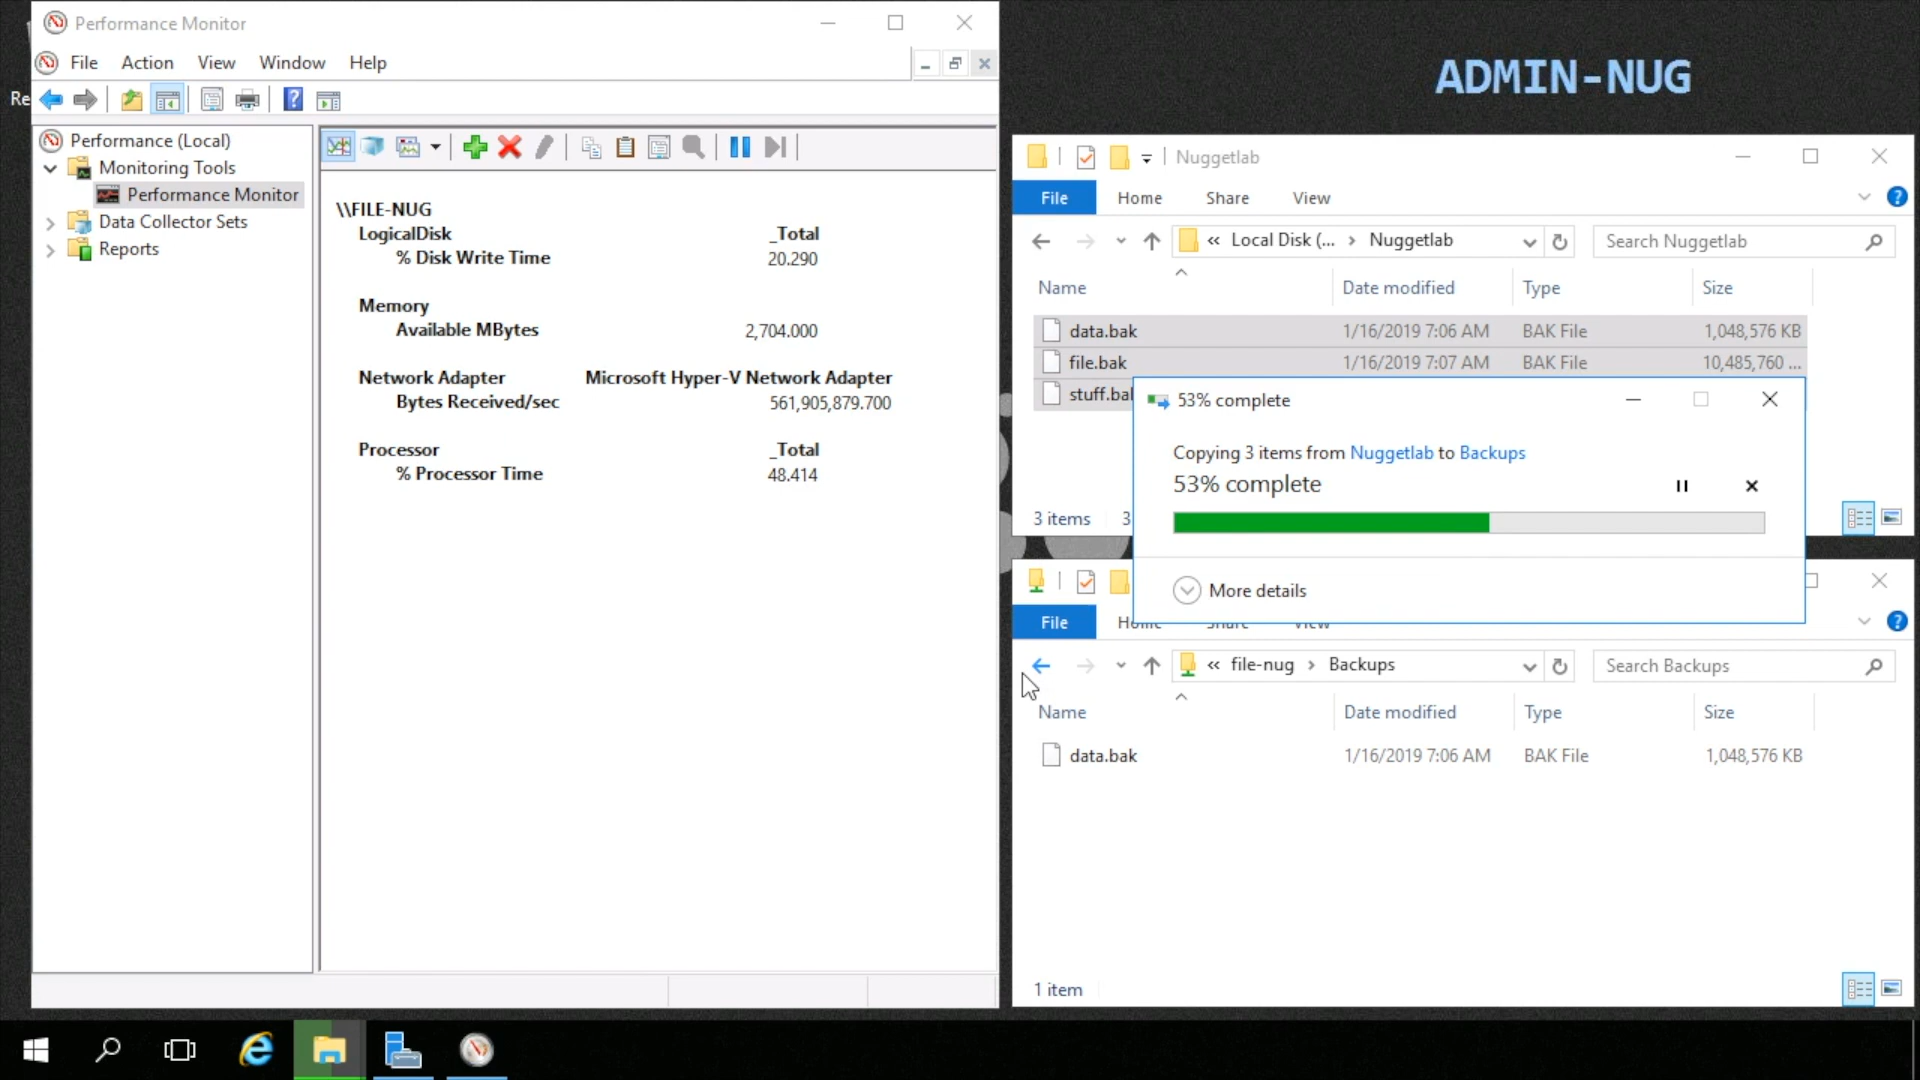 Performance Monitor
File Action View Window Help
Re
Performance (Local)
Monitoring Tools
Performance Monitor
Data Collector Sets
Reports
\\FILE-NUG
LogicalDisk _Total
% Disk Write Time 20.290
Memory
Available MBytes 2,704.000
Network Adapter Microsoft Hyper-V Network Adapter
Bytes Received/sec 561,905,879.700
Processor _Total
% Processor Time 48.414
ADMIN-NUG
Nuggetlab
File Home Share View
« Local Disk (... › Nuggetlab Search Nuggetlab
Name Date modified Type Size
data.bak 1/16/2019 7:06 AM BAK File 1,048,576 KB
file.bak 1/16/2019 7:07 AM BAK File 10,485,760 ...
stuff.bak
3 items 3
53% complete
Copying 3 items from Nuggetlab to Backups
53% complete
More details
File Home Share View
« file-nug › Backups Search Backups
Name Date modified Type Size
data.bak 1/16/2019 7:06 AM BAK File 1,048,576 KB
1 item